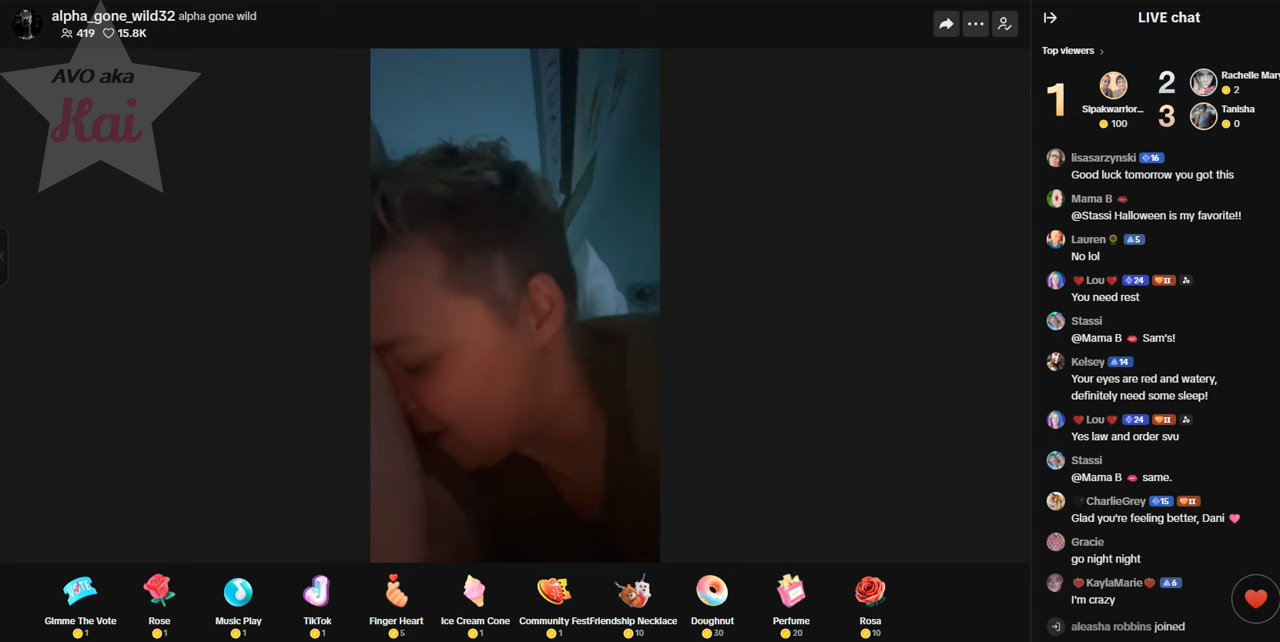 alpha_gone_wild32 alpha gone wild
419 15.8K
AVO aka
Kai
LIVE chat
Top viewers
1
Sipakwarrior...
100
2
Rachelle Mar
2
3
Tanisha
0
lisasarzynski 16
Good luck tomorrow you got this
Mama B
@Stassi Halloween is my favorite!!
Lauren 5
No lol
Lou 24 II
You need rest
Stassi
@Mama B Sam's!
Kelsey 14
Your eyes are red and watery,
definitely need some sleep!
Lou 24 II
Yes law and order svu
Stassi
@Mama B same.
CharlieGrey 15 II
Glad you're feeling better, Dani
Gracie
go night night
KaylaMarie 6
I'm crazy
aleasha robbins joined
VOTE
Gimme The Vote Rose Music Play TikTok Finger Heart Ice Cream Cone Community Fest Friendship Necklace Doughnut Perfume Rosa
1 1 1 1 5 1 1 10 30 20 10